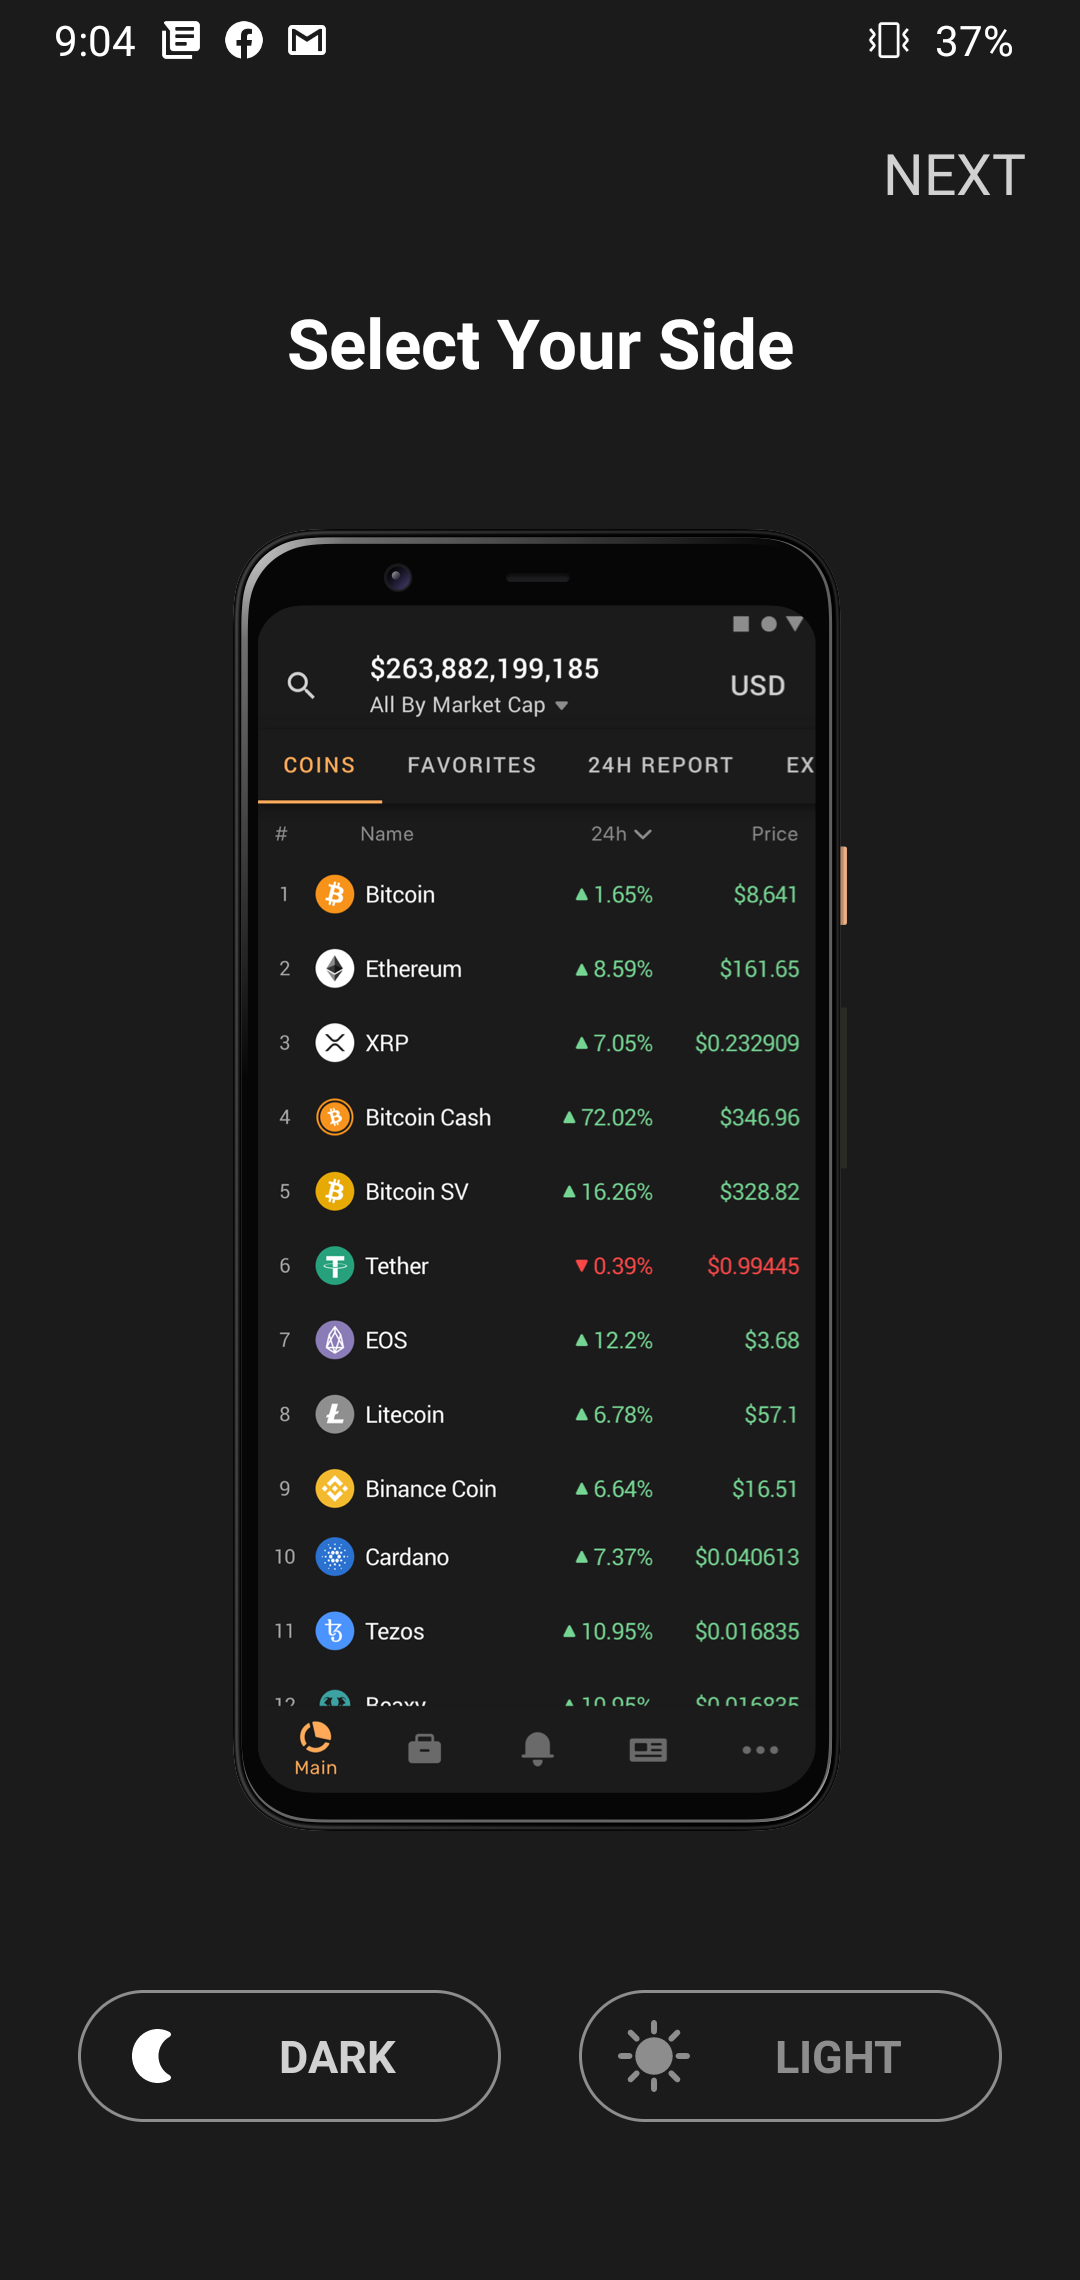 9:04 37%
NEXT
Select Your Side
$263,882,199,185
All By Market Cap
USD
COINS FAVORITES 24H REPORT EX
# Name 24h Price
1 Bitcoin 1.65% $8,641
2 Ethereum 8.59% $161.65
3 XRP 7.05% $0.232909
4 Bitcoin Cash 72.02% $346.96
5 Bitcoin SV 16.26% $328.82
6 Tether 0.39% $0.99445
7 EOS 12.2% $3.68
8 Litecoin 6.78% $57.1
9 Binance Coin 6.64% $16.51
10 Cardano 7.37% $0.040613
11 Tezos 10.95% $0.016835
12 Beaxy 10.95% $0.016835
Main
DARK LIGHT